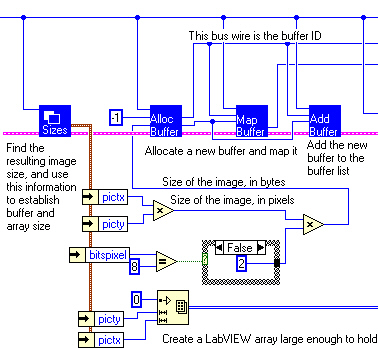 This bus wire is the buffer ID
-1
Alloc
Buffer
Map
Buffer
Add
Buffer
Sizes
Find the
resulting image
size, and use
this information
to establish
buffer and
array size
Allocate a new buffer and map it
Add the new
buffer to the
buffer list
Size of the image, in bytes
pictx
Size of the image, in pixels
picty
×
×
bitspixel
=
8
False
2
0
picty
pictx
Create a LabVIEW array large enough to hold